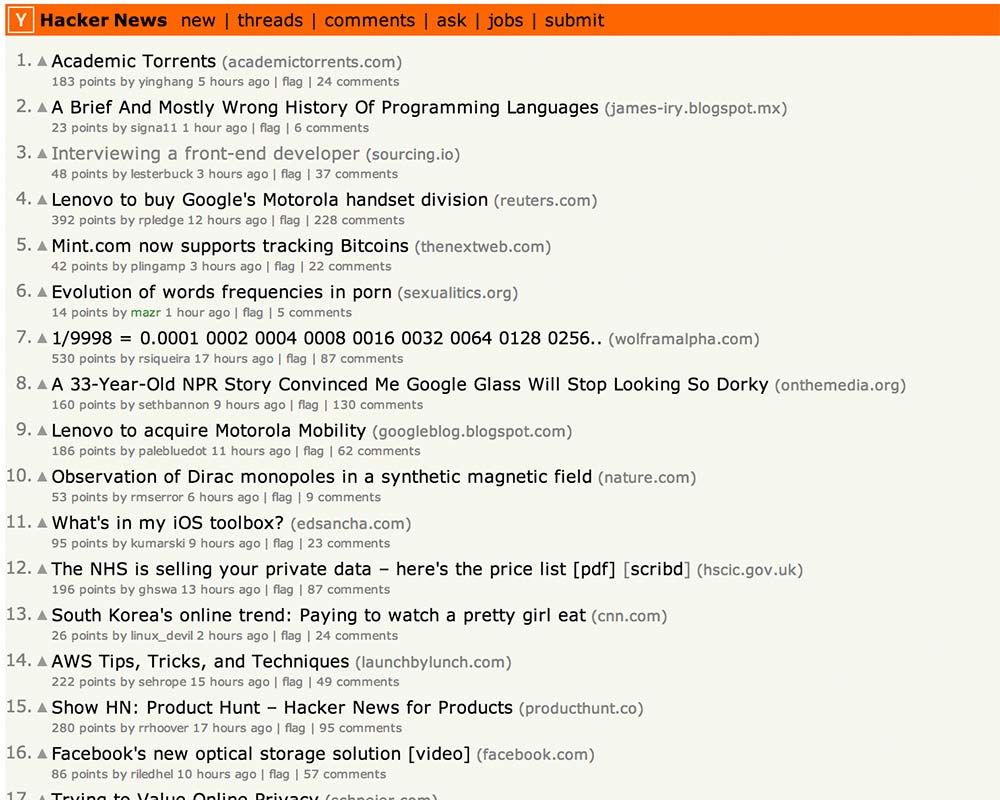 Y Hacker News new | threads | comments | ask | jobs | submit
1. Academic Torrents (academictorrents.com)
183 points by yinghang 5 hours ago | flag | 24 comments
2. A Brief And Mostly Wrong History Of Programming Languages (james-iry.blogspot.mx)
23 points by signa11 1 hour ago | flag | 6 comments
3. Interviewing a front-end developer (sourcing.io)
48 points by lesterbuck 3 hours ago | flag | 37 comments
4. Lenovo to buy Google's Motorola handset division (reuters.com)
392 points by rpledge 12 hours ago | flag | 228 comments
5. Mint.com now supports tracking Bitcoins (thenextweb.com)
42 points by plingamp 3 hours ago | flag | 22 comments
6. Evolution of words frequencies in porn (sexualitics.org)
14 points by mazr 1 hour ago | flag | 5 comments
7. 1/9998 = 0.0001 0002 0004 0008 0016 0032 0064 0128 0256.. (wolframalpha.com)
530 points by rsiqueira 17 hours ago | flag | 87 comments
8. A 33-Year-Old NPR Story Convinced Me Google Glass Will Stop Looking So Dorky (onthemedia.org)
160 points by sethbannon 9 hours ago | flag | 130 comments
9. Lenovo to acquire Motorola Mobility (googleblog.blogspot.com)
186 points by palebluedot 11 hours ago | flag | 62 comments
10. Observation of Dirac monopoles in a synthetic magnetic field (nature.com)
53 points by rmserror 6 hours ago | flag | 9 comments
11. What's in my iOS toolbox? (edsancha.com)
95 points by kumarski 9 hours ago | flag | 23 comments
12. The NHS is selling your private data – here's the price list [pdf] [scribd] (hscic.gov.uk)
196 points by ghswa 13 hours ago | flag | 87 comments
13. South Korea's online trend: Paying to watch a pretty girl eat (cnn.com)
26 points by linux_devil 2 hours ago | flag | 24 comments
14. AWS Tips, Tricks, and Techniques (launchbylunch.com)
222 points by sehrope 15 hours ago | flag | 49 comments
15. Show HN: Product Hunt – Hacker News for Products (producthunt.co)
280 points by rrhoover 17 hours ago | flag | 95 comments
16. Facebook's new optical storage solution [video] (facebook.com)
86 points by riledhel 10 hours ago | flag | 57 comments
17. Trying to Value Online Privacy (schneier.com)